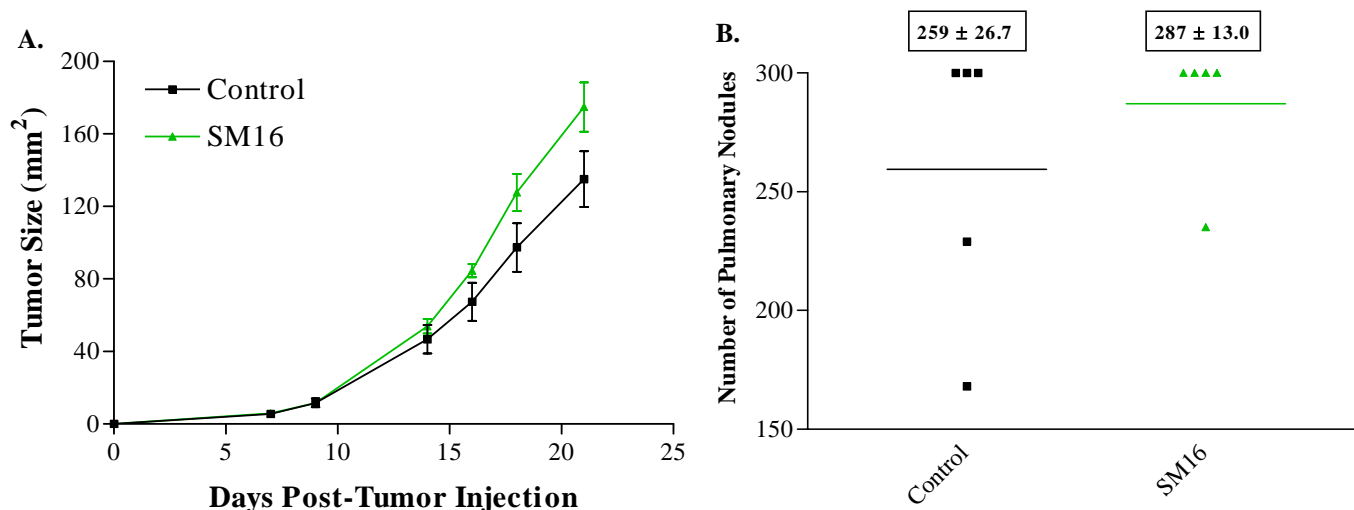 A.
Tumor Size (mm²)
200
160
120
80
40
0
Control
SM16
0 5 10 15 20 25
Days Post-Tumor Injection
B.
259 ± 26.7 287 ± 13.0
Number of Pulmonary Nodules
300
250
200
150
Control
SM16